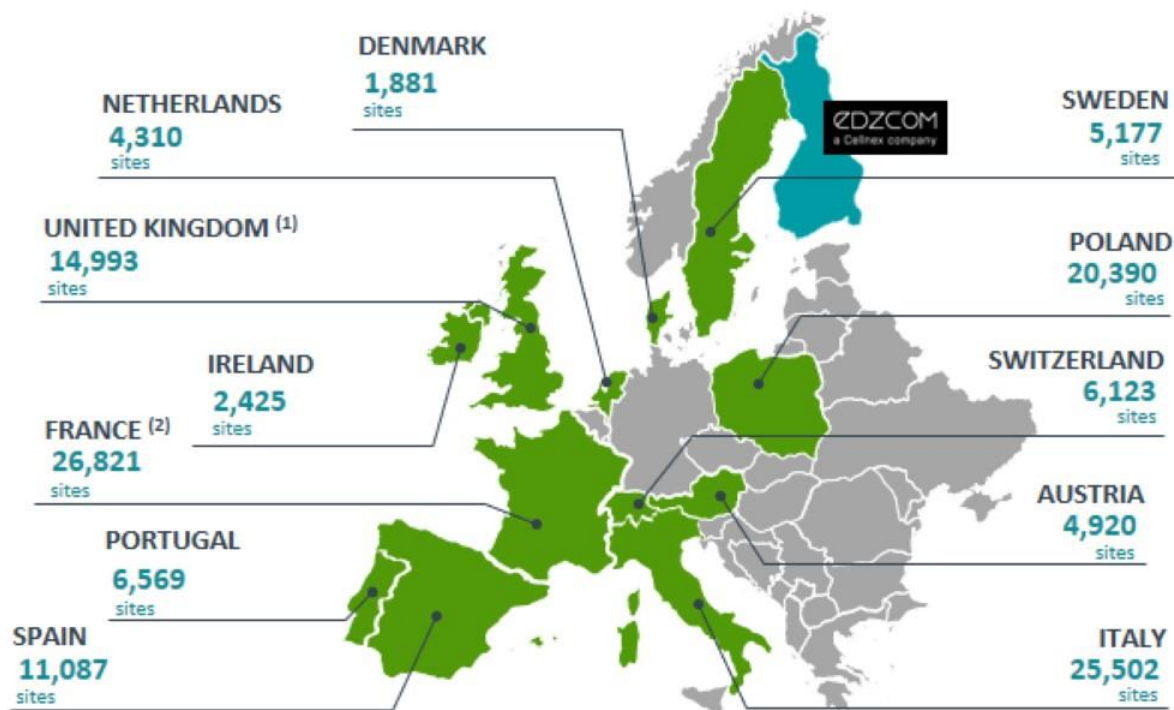 DENMARK
1,881
sites
NETHERLANDS
4,310
sites
UNITED KINGDOM (1)
14,993
sites
IRELAND
2,425
sites
FRANCE (2)
26,821
sites
PORTUGAL
6,569
sites
SPAIN
11,087
sites
EDZCOM
a Cellnex company
SWEDEN
5,177
sites
POLAND
20,390
sites
SWITZERLAND
6,123
sites
AUSTRIA
4,920
sites
ITALY
25,502
sites